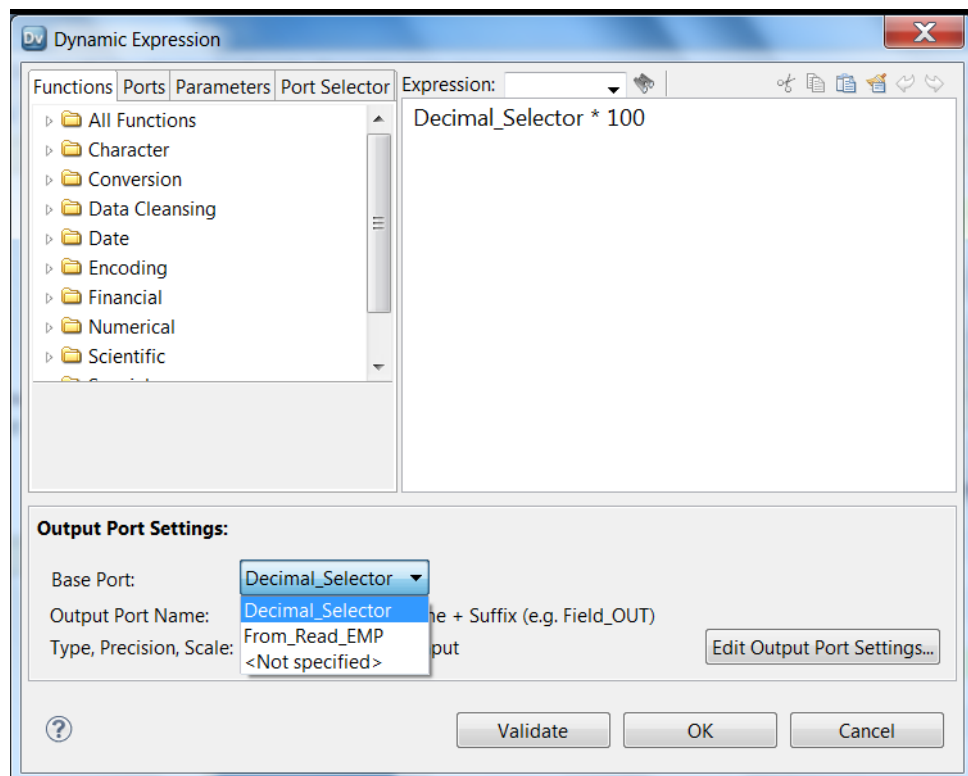 Dv Dynamic Expression
X
Functions Ports Parameters Port Selector
Expression:
All Functions
Character
Conversion
Data Cleansing
Date
Encoding
Financial
Numerical
Scientific
Decimal_Selector * 100
Output Port Settings:
Base Port: Decimal_Selector
Decimal_Selector
From_Read_EMP
<Not specified>
Output Port Name: + Suffix (e.g. Field_OUT)
Type, Precision, Scale:
Edit Output Port Settings...
? Validate OK Cancel